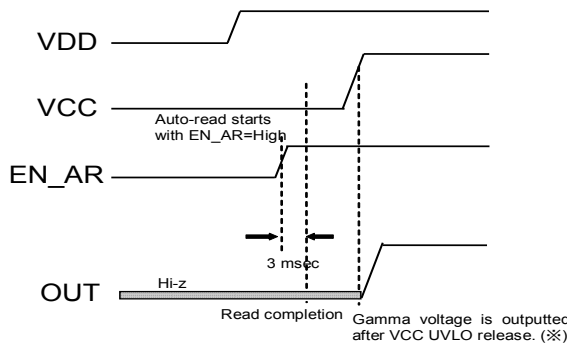 VDD
VCC
Auto-read starts
with EN_AR=High
EN_AR
3 msec
Hi-z
OUT
Read completion
Gamma voltage is outputted
after VCC UVLO release. (※)